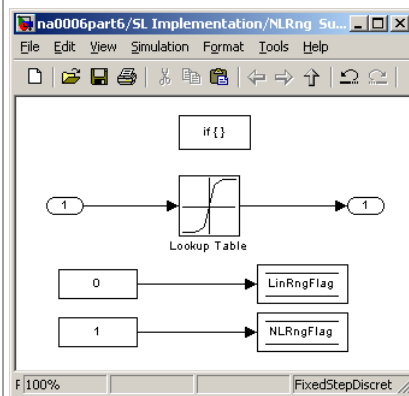 na0006part6/SL Implementation/NLRng Su...
File Edit View Simulation Format Tools Help
if { }
1
1
Lookup Table
0
LinRngFlag
1
NLRngFlag
F 100%
FixedStepDiscret